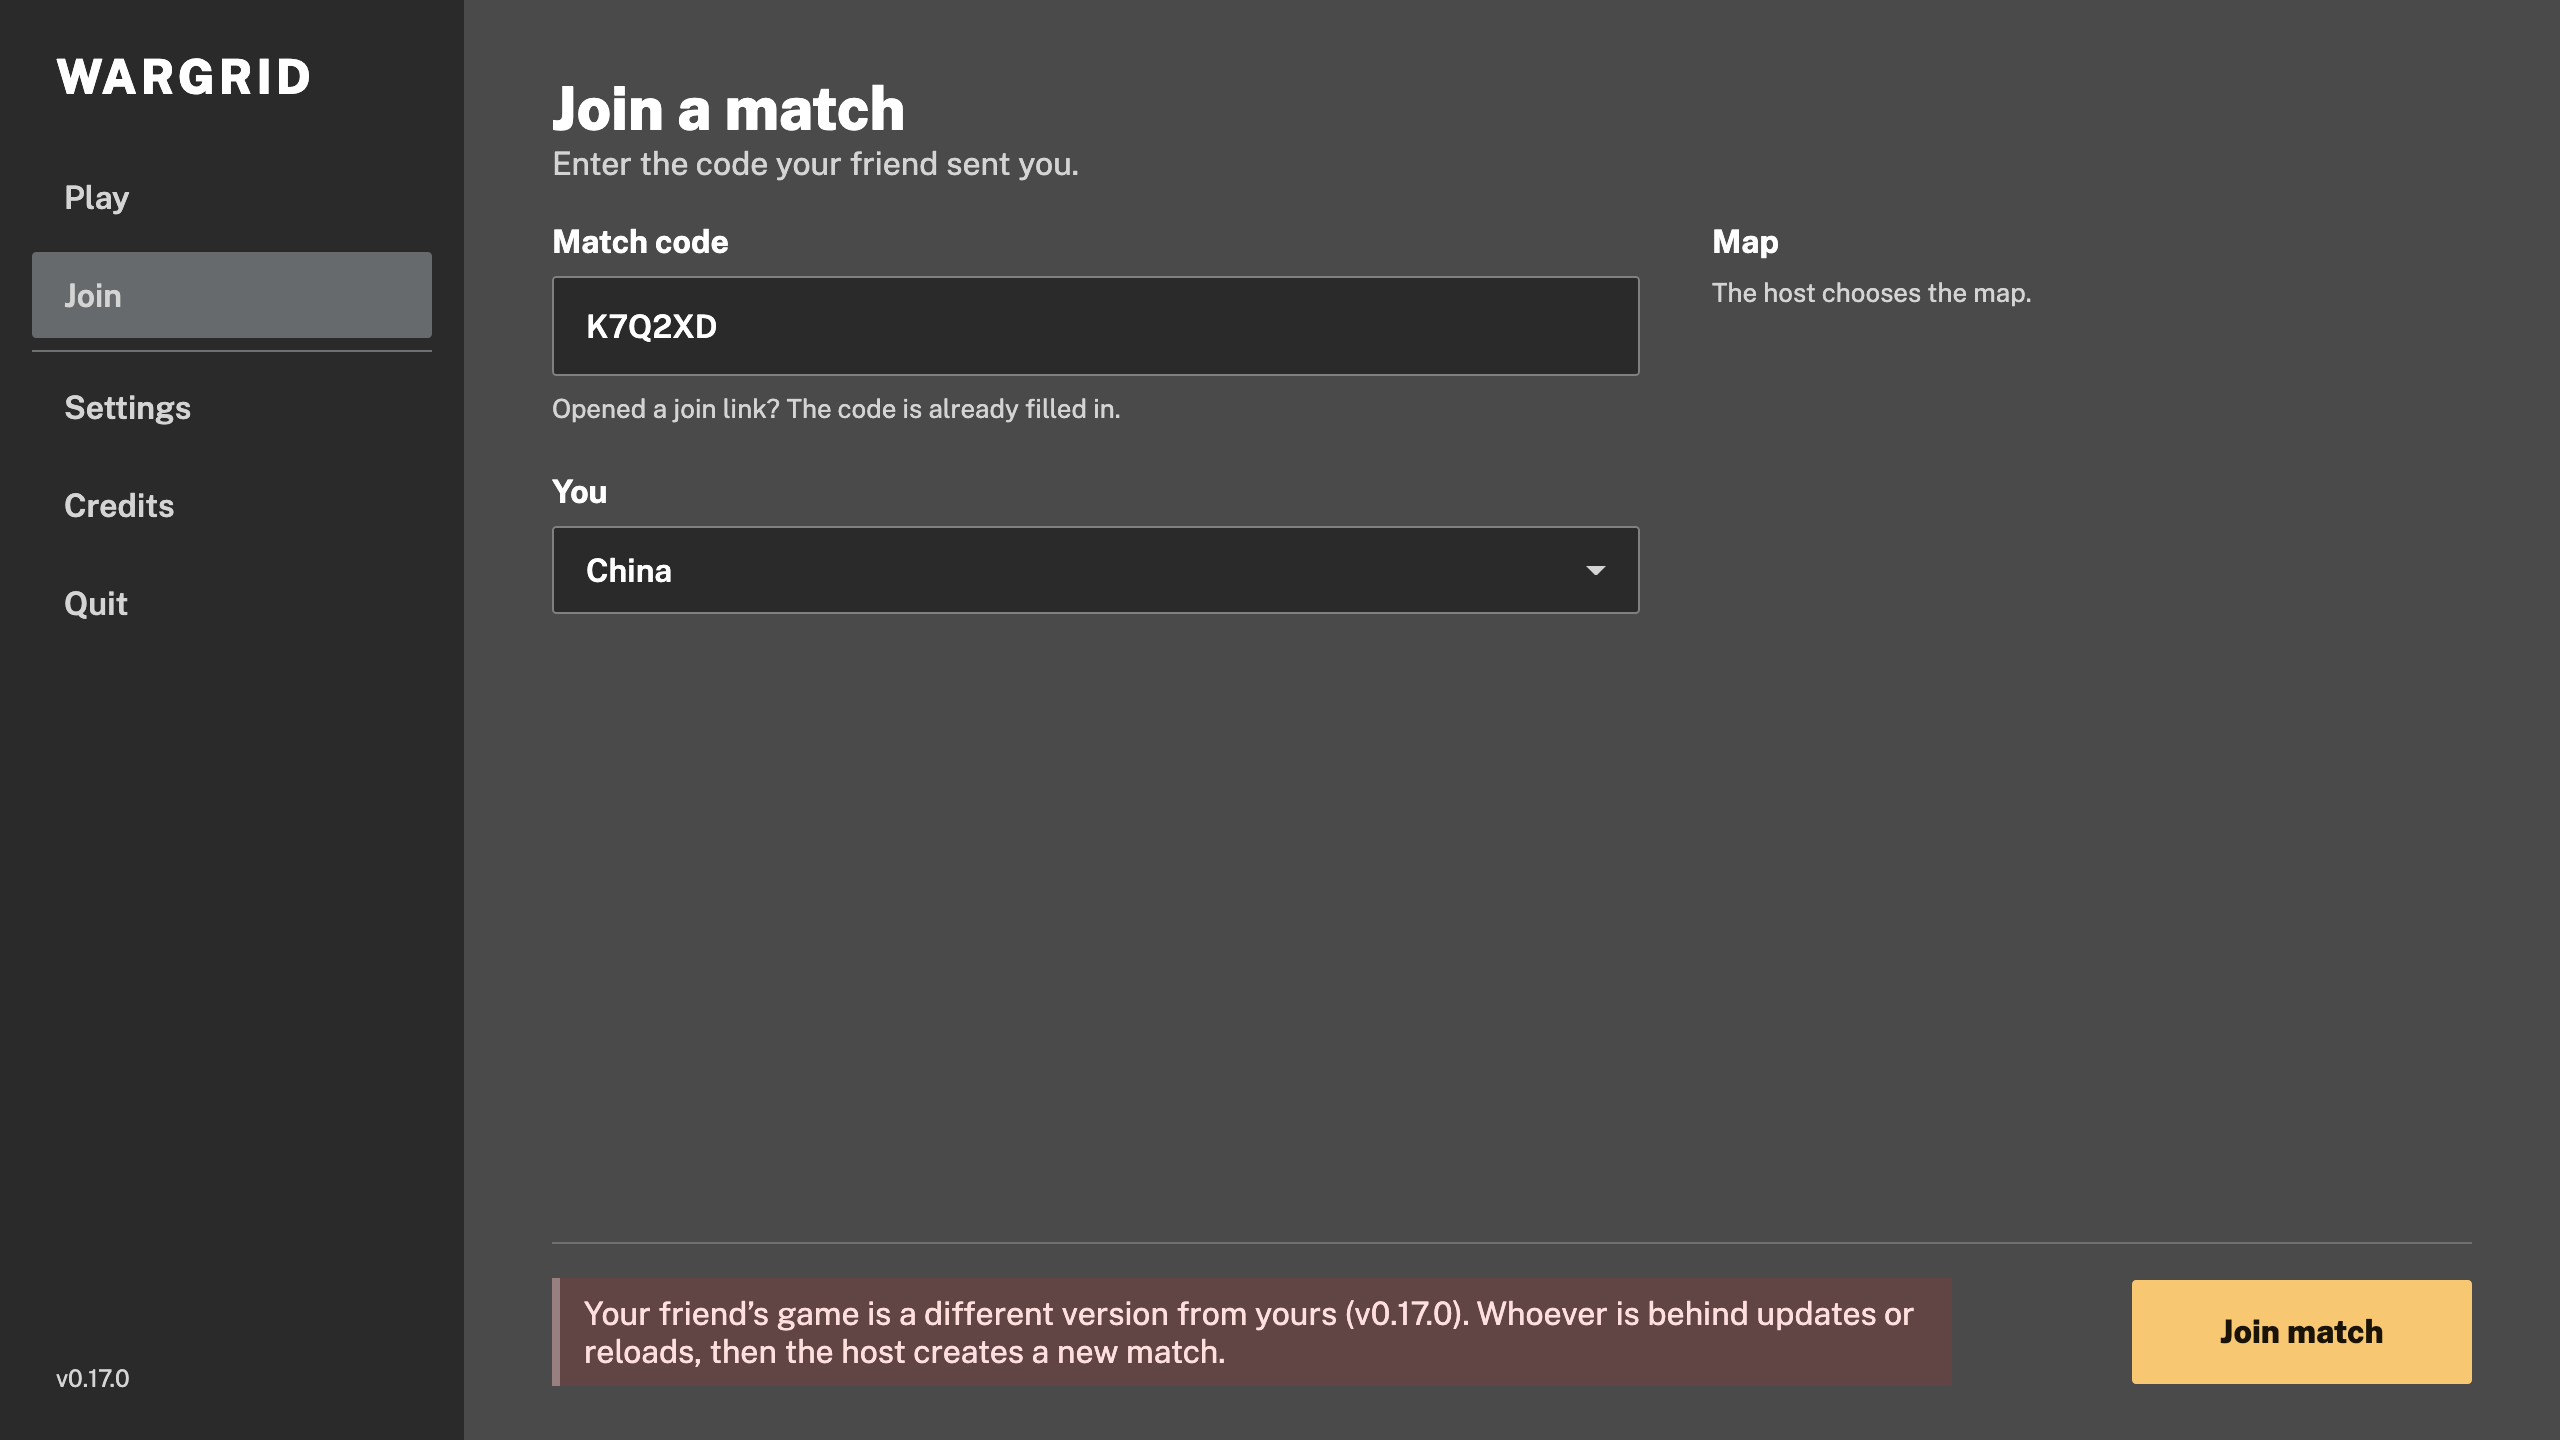 WARGRID
Play
Join
Settings
Credits
Quit
v0.17.0
Join a match
Enter the code your friend sent you.
Match code
K7Q2XD
Opened a join link? The code is already filled in.
You
China
Map
The host chooses the map.
Your friend’s game is a different version from yours (v0.17.0). Whoever is behind updates or
reloads, then the host creates a new match.
Join match